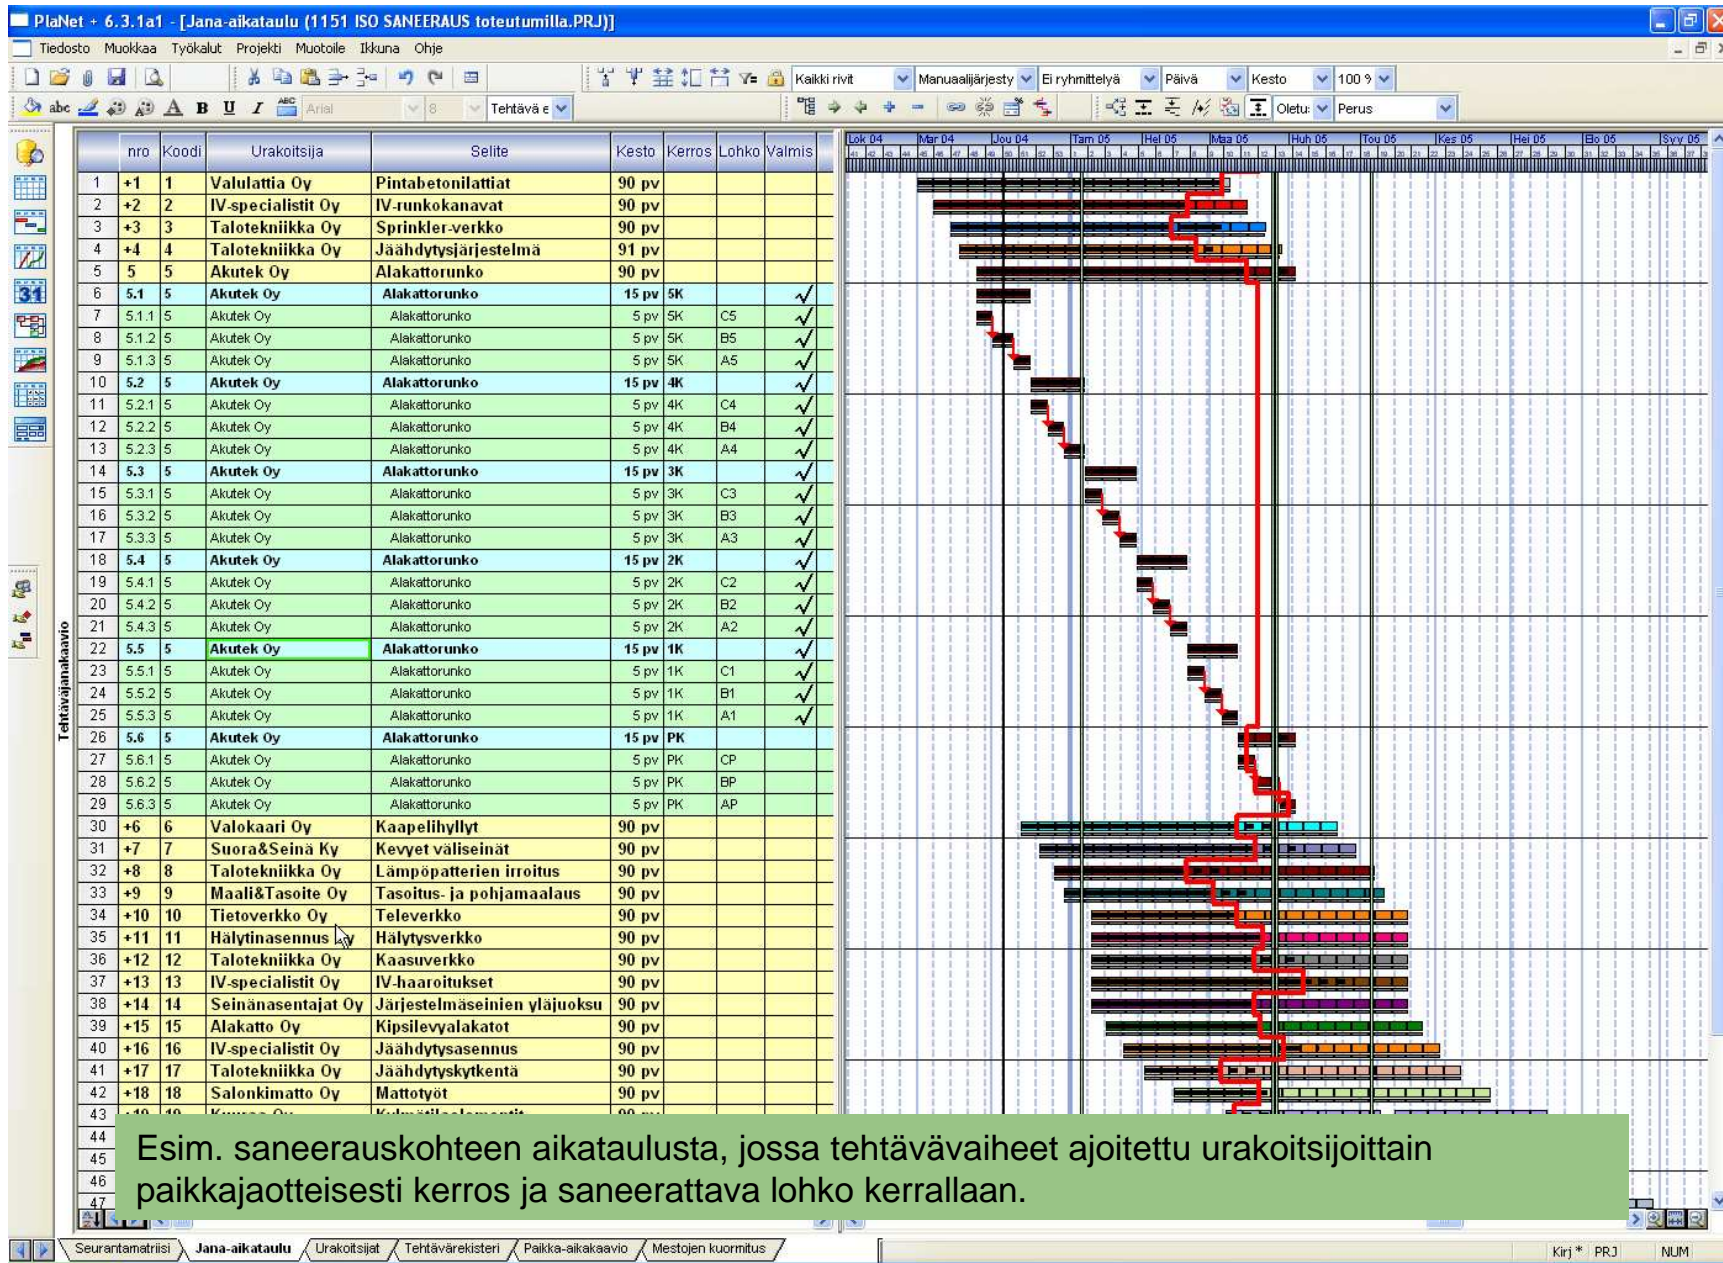 PlaNet + 6.3.1a1 - [Jana-aikataulu (1151 ISO SANEERAUS toteutumilla.PRJ)]
Tiedosto Muokkaa Työkalut Projekti Muotoile Ikkuna Ohje
Kaikki rivit Manuaalijärjesty Ei ryhmittelyä Päivä Kesto 100 %
abc A B U I ABC Arial 8 Tehtävä e Oletu: Perus
nro Koodi Urakoitsija Selite Kesto Kerros Lohko Valmis
Lok 04 Mar 04 Jou 04 Tam 05 Hel 05 Maa 05 Huh 05 Tou 05 Kes 05 Hei 05 Elo 05 Syy 05
1 +1 1 Valulattia Oy Pintabetonilattiat 90 pv
2 +2 2 IV-specialistit Oy IV-runkokanavat 90 pv
3 +3 3 Talotekniikka Oy Sprinkler-verkko 90 pv
4 +4 4 Talotekniikka Oy Jäähdytysjärjestelmä 91 pv
5 5 5 Akutek Oy Alakattorunko 90 pv
6 5.1 5 Akutek Oy Alakattorunko 15 pv 5K
7 5.1.1 5 Akutek Oy Alakattorunko 5 pv 5K C5
8 5.1.2 5 Akutek Oy Alakattorunko 5 pv 5K B5
9 5.1.3 5 Akutek Oy Alakattorunko 5 pv 5K A5
10 5.2 5 Akutek Oy Alakattorunko 15 pv 4K
11 5.2.1 5 Akutek Oy Alakattorunko 5 pv 4K C4
12 5.2.2 5 Akutek Oy Alakattorunko 5 pv 4K B4
13 5.2.3 5 Akutek Oy Alakattorunko 5 pv 4K A4
14 5.3 5 Akutek Oy Alakattorunko 15 pv 3K
15 5.3.1 5 Akutek Oy Alakattorunko 5 pv 3K C3
16 5.3.2 5 Akutek Oy Alakattorunko 5 pv 3K B3
17 5.3.3 5 Akutek Oy Alakattorunko 5 pv 3K A3
18 5.4 5 Akutek Oy Alakattorunko 15 pv 2K
19 5.4.1 5 Akutek Oy Alakattorunko 5 pv 2K C2
20 5.4.2 5 Akutek Oy Alakattorunko 5 pv 2K B2
21 5.4.3 5 Akutek Oy Alakattorunko 5 pv 2K A2
22 5.5 5 Akutek Oy Alakattorunko 15 pv 1K
23 5.5.1 5 Akutek Oy Alakattorunko 5 pv 1K C1
24 5.5.2 5 Akutek Oy Alakattorunko 5 pv 1K B1
25 5.5.3 5 Akutek Oy Alakattorunko 5 pv 1K A1
26 5.6 5 Akutek Oy Alakattorunko 15 pv PK
27 5.6.1 5 Akutek Oy Alakattorunko 5 pv PK CP
28 5.6.2 5 Akutek Oy Alakattorunko 5 pv PK BP
29 5.6.3 5 Akutek Oy Alakattorunko 5 pv PK AP
30 +6 6 Valokaari Oy Kaapelihyllyt 90 pv
31 +7 7 Suora&Seinä Ky Kevyet väliseinät 90 pv
32 +8 8 Talotekniikka Oy Lämpöpatterien irroitus 90 pv
33 +9 9 Maali&Tasoite Oy Tasoitus- ja pohjamaalaus 90 pv
34 +10 10 Tietoverkko Oy Televerkko 90 pv
35 +11 11 Hälytinasennus Hälytysverkko 90 pv
36 +12 12 Talotekniikka Oy Kaasuverkko 90 pv
37 +13 13 IV-specialistit Oy IV-haaroitukset 90 pv
38 +14 14 Seinänasentajat Oy Järjestelmäseinien yläjuoksu 90 pv
39 +15 15 Alakatto Oy Kipsilevyalakatot 90 pv
40 +16 16 IV-specialistit Oy Jäähdytysasennus 90 pv
41 +17 17 Talotekniikka Oy Jäähdytyskytkentä 90 pv
42 +18 18 Salonkimatto Oy Mattotyöt 90 pv
43
44
45
46
47
Tehtäväjanakaavio
Esim. saneerauskohteen aikataulusta, jossa tehtävävaiheet ajoitettu urakoitsijoittain
paikkajaotteisesti kerros ja saneerattava lohko kerrallaan.
Seurantamatriisi Jana-aikataulu Urakoitsijat Tehtävärekisteri Paikka-aikakaavio Mestojen kuormitus
Kirj * PRJ NUM